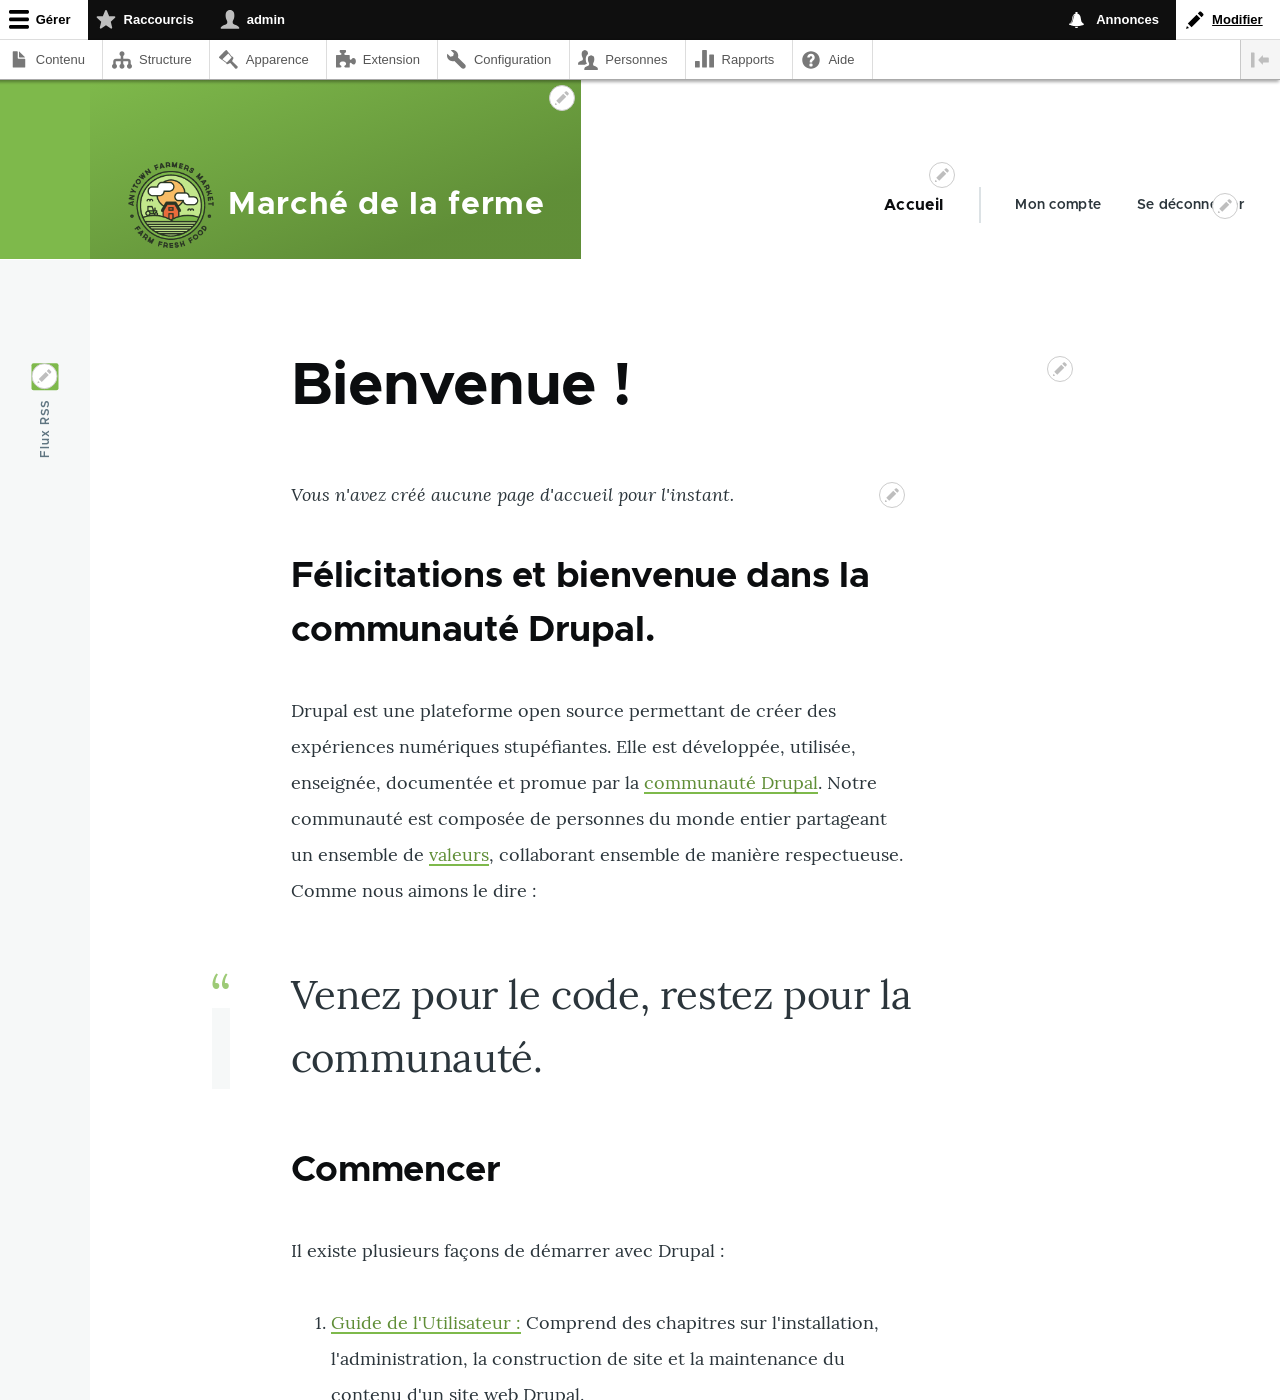 Gérer Raccourcis admin Annonces Modifier
Contenu Structure Apparence Extension Configuration Personnes Rapports Aide
ANYTOWN FARMERS MARKET
FARM FRESH FOOD
Marché de la ferme
Accueil Mon compte
Flux RSS
Bienvenue !
Vous n'avez créé aucune page d'accueil pour l'instant.
Félicitations et bienvenue dans la
communauté Drupal.
Drupal est une plateforme open source permettant de créer des
expériences numériques stupéfiantes. Elle est développée, utilisée,
enseignée, documentée et promue par la communauté Drupal. Notre
communauté est composée de personnes du monde entier partageant
un ensemble de valeurs, collaborant ensemble de manière respectueuse.
Comme nous aimons le dire :
“
Venez pour le code, restez pour la
communauté.
Commencer
Il existe plusieurs façons de démarrer avec Drupal :
1. Guide de l'Utilisateur : Comprend des chapitres sur l'installation,
l'administration, la construction de site et la maintenance du
contenu d'un site web Drupal.